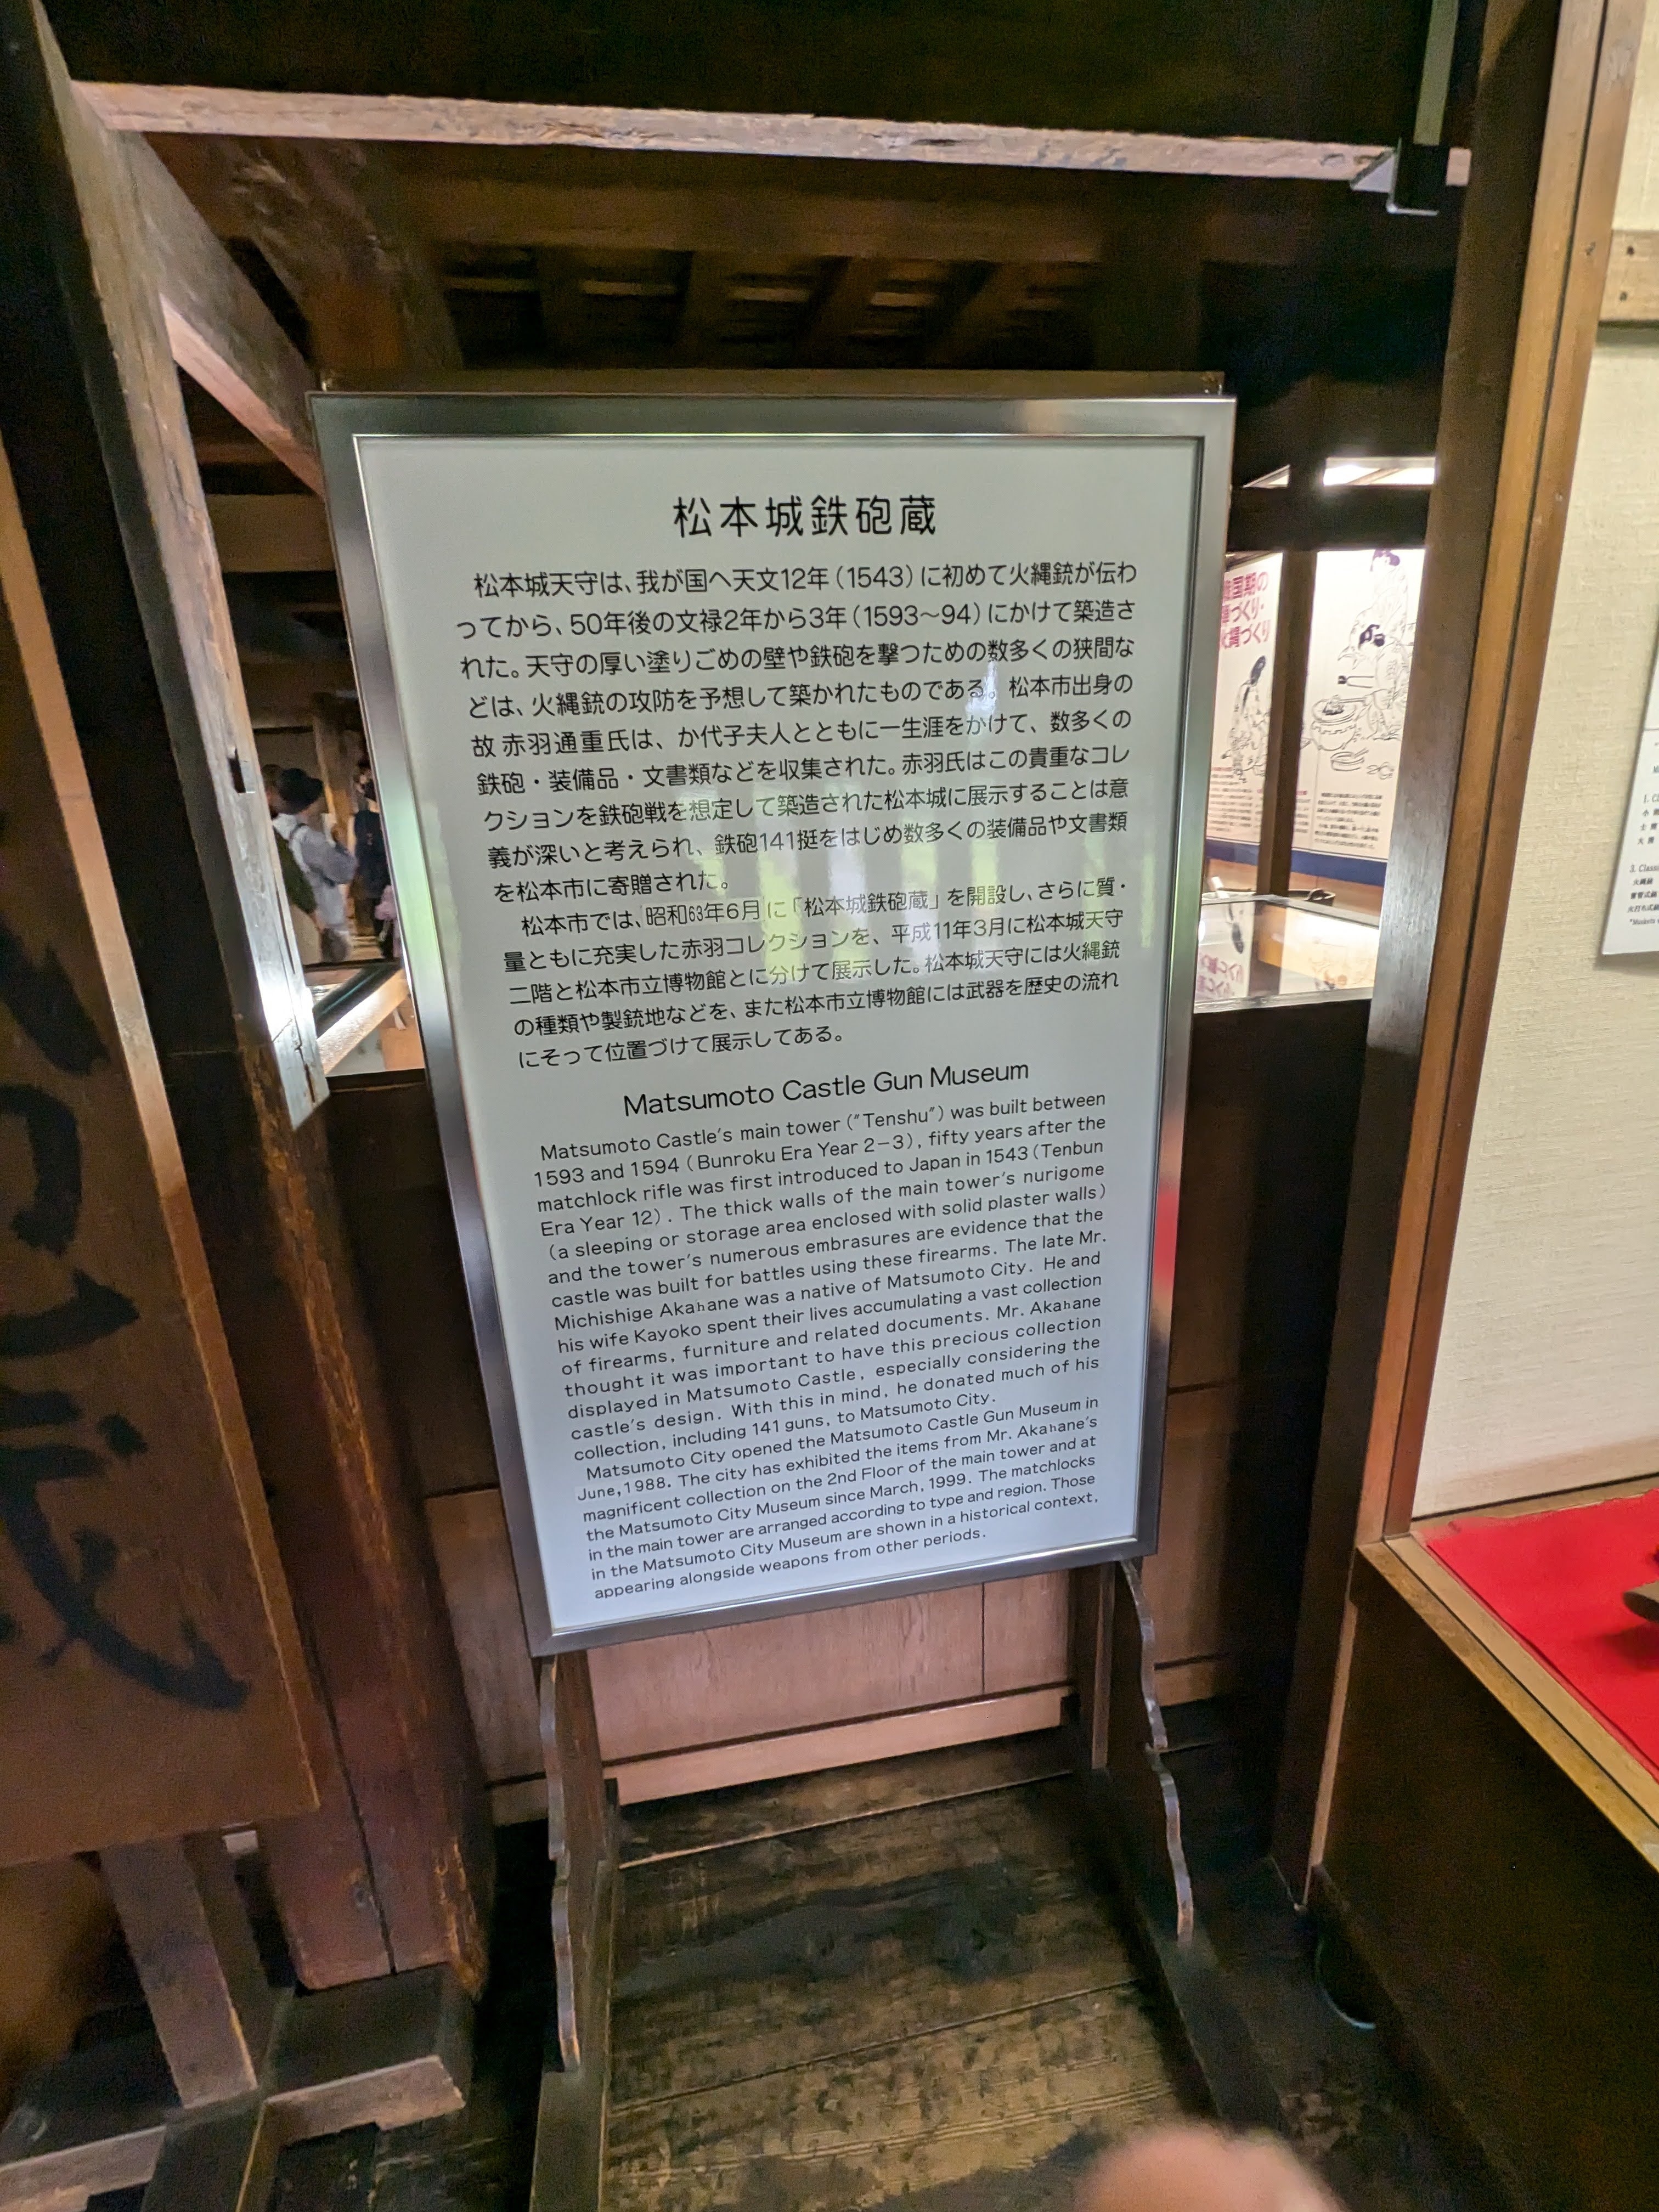 松本城鉄砲蔵
松本城天守は、我が国へ天文12年(1543)に初めて火縄銃が伝わ
ってから、50年後の文禄2年から3年(1593〜94)にかけて築造さ
れた。天守の厚い塗りごめの壁や鉄砲を撃つための数多くの狭間な
どは、火縄銃の攻防を予想して築かれたものである。松本市出身の
故 赤羽通重氏は、か代子夫人とともに一生涯をかけて、数多くの
鉄砲・装備品・文書類などを収集された。赤羽氏はこの貴重なコレ
クションを鉄砲戦を想定して築造された松本城に展示することは意
義が深いと考えられ、鉄砲141挺をはじめ数多くの装備品や文書類
を松本市に寄贈された。
松本市では、昭和63年6月に「松本城鉄砲蔵」を開設し、さらに質・
量ともに充実した赤羽コレクションを、平成11年3月に松本城天守
二階と松本市立博物館とに分けて展示した。松本城天守には火縄銃
の種類や製銃地などを、また松本市立博物館には武器を歴史の流れ
にそって位置づけて展示してある。
Matsumoto Castle Gun Museum
Matsumoto Castle's main tower ("Tenshu") was built between
1593 and 1594 (Bunroku Era Year 2-3), fifty years after the
matchlock rifle was first introduced to Japan in 1543 (Tenbun
Era Year 12). The thick walls of the main tower's nurigome
(a sleeping or storage area enclosed with solid plaster walls)
and the tower's numerous embrasures are evidence that the
castle was built for battles using these firearms. The late Mr.
Michishige Akahane was a native of Matsumoto City. He and
his wife Kayoko spent their lives accumulating a vast collection
of firearms, furniture and related documents. Mr. Akahane
thought it was important to have this precious collection
displayed in Matsumoto Castle, especially considering the
castle's design. With this in mind, he donated much of his
collection, including 141 guns, to Matsumoto City.
Matsumoto City opened the Matsumoto Castle Gun Museum in
June, 1988. The city has exhibited the items from Mr. Akahane's
magnificent collection on the 2nd Floor of the main tower and at
the Matsumoto City Museum since March, 1999. The matchlocks
in the main tower are arranged according to type and region. Those
in the Matsumoto City Museum are shown in a historical context,
appearing alongside weapons from other periods.
国期の
づくり・
縄づくり